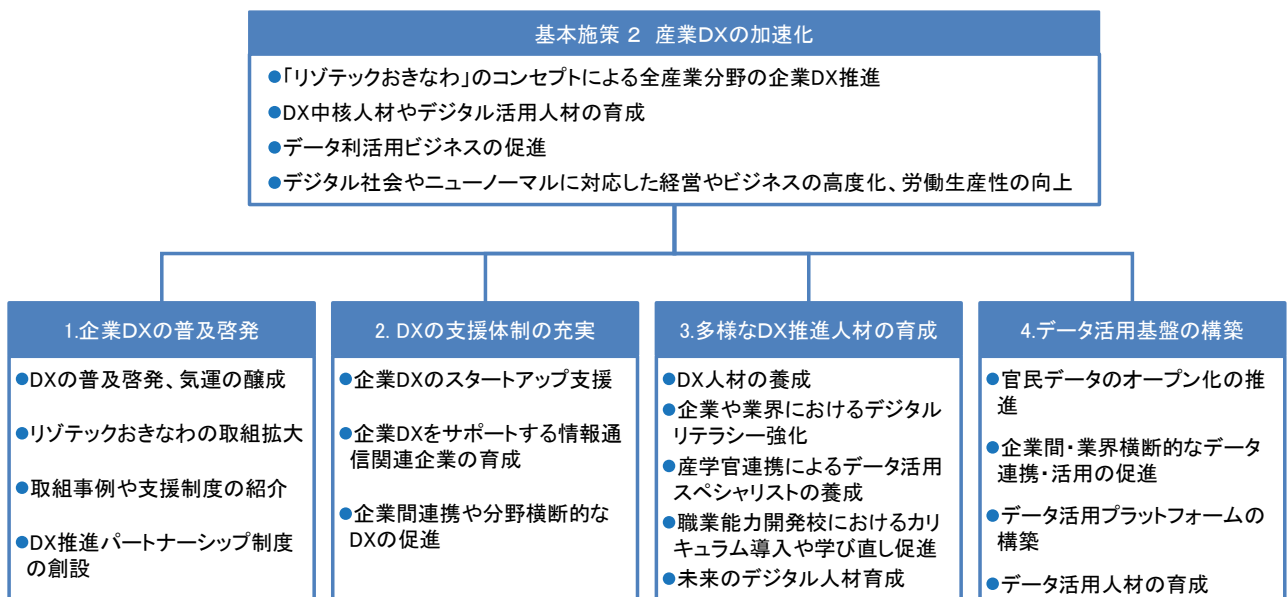 基本施策 2 産業DXの加速化
●「リゾテックおきなわ」のコンセプトによる全産業分野の企業DX推進
●DX中核人材やデジタル活用人材の育成
●データ利活用ビジネスの促進
●デジタル社会やニューノーマルに対応した経営やビジネスの高度化、労働生産性の向上
1.企業DXの普及啓発
●DXの普及啓発、気運の醸成
●リゾテックおきなわの取組拡大
●取組事例や支援制度の紹介
●DX推進パートナーシップ制度
の創設
2. DXの支援体制の充実
●企業DXのスタートアップ支援
●企業DXをサポートする情報通
信関連企業の育成
●企業間連携や分野横断的な
DXの促進
3.多様なDX推進人材の育成
●DX人材の養成
●企業や業界におけるデジタル
リテラシー強化
●産学官連携によるデータ活用
スペシャリストの養成
●職業能力開発校におけるカリ
キュラム導入や学び直し促進
●未来のデジタル人材育成
4.データ活用基盤の構築
●官民データのオープン化の推
進
●企業間・業界横断的なデータ
連携・活用の促進
●データ活用プラットフォームの
構築
●データ活用人材の育成